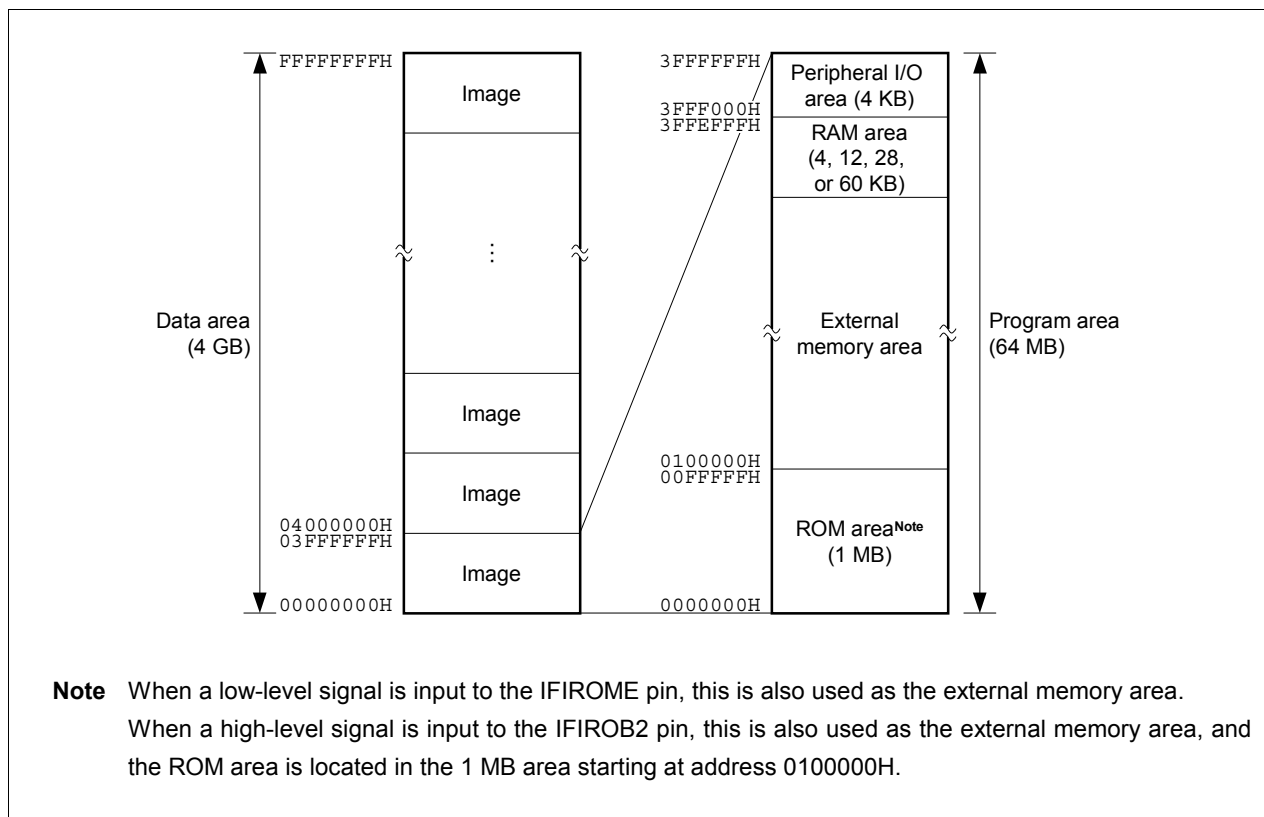 FFFFFFFFH
Image
⋮
Data area
(4 GB)
Image
Image
04000000H
03FFFFFFH
Image
00000000H
3FFFFFFH
Peripheral I/O
area (4 KB)
3FFF000H
3FFEFFFH
RAM area
(4, 12, 28,
or 60 KB)
External
memory area
Program area
(64 MB)
0100000H
00FFFFFH
ROM areaNote
(1 MB)
0000000H
Note When a low-level signal is input to the IFIROME pin, this is also used as the external memory area.
When a high-level signal is input to the IFIROB2 pin, this is also used as the external memory area, and
the ROM area is located in the 1 MB area starting at address 0100000H.